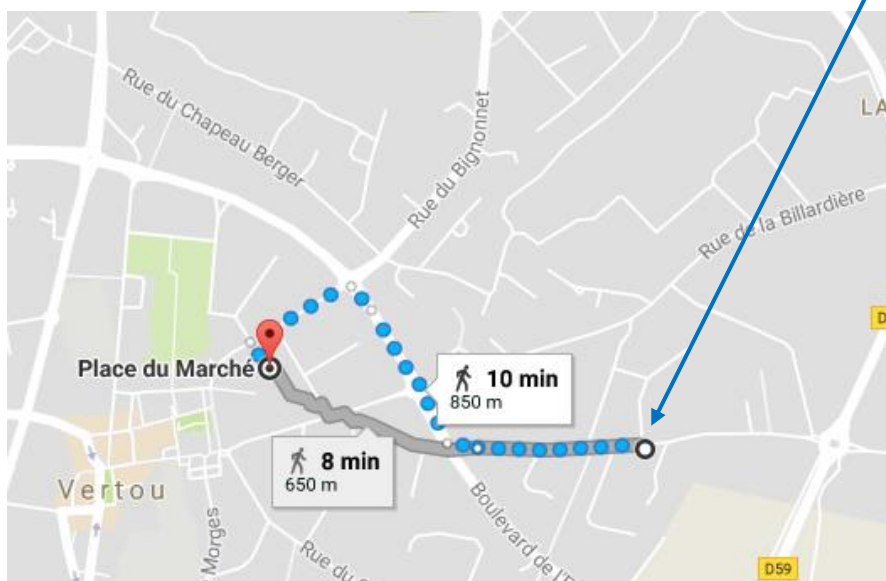 Rue du Chapeau Berger
Rue du Bignonnet
LA
Rue de la Billardière
D
Place du Marché
10 min
850 m
8 min
650 m
Vertou
Morges
Boulevard de l'
Rue du
D59